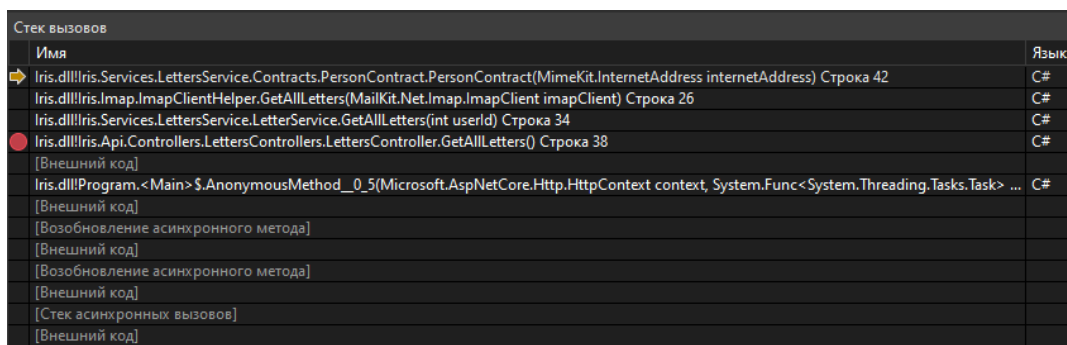 Стек вызовов
Имя Язык
Iris.dll!Iris.Services.LettersService.Contracts.PersonContract.PersonContract(MimeKit.InternetAddress internetAddress) Строка 42 C#
Iris.dll!Iris.Imap.ImapClientHelper.GetAllLetters(MailKit.Net.Imap.ImapClient imapClient) Строка 26 C#
Iris.dll!Iris.Services.LettersService.LetterService.GetAllLetters(int userId) Строка 34 C#
Iris.dll!Iris.Api.Controllers.LettersControllers.LettersController.GetAllLetters() Строка 38 C#
[Внешний код]
Iris.dll!Program.<Main>$.AnonymousMethod__0_5(Microsoft.AspNetCore.Http.HttpContext context, System.Func<System.Threading.Tasks.Task> ... C#
[Внешний код]
[Возобновление асинхронного метода]
[Внешний код]
[Возобновление асинхронного метода]
[Внешний код]
[Стек асинхронных вызовов]
[Внешний код]